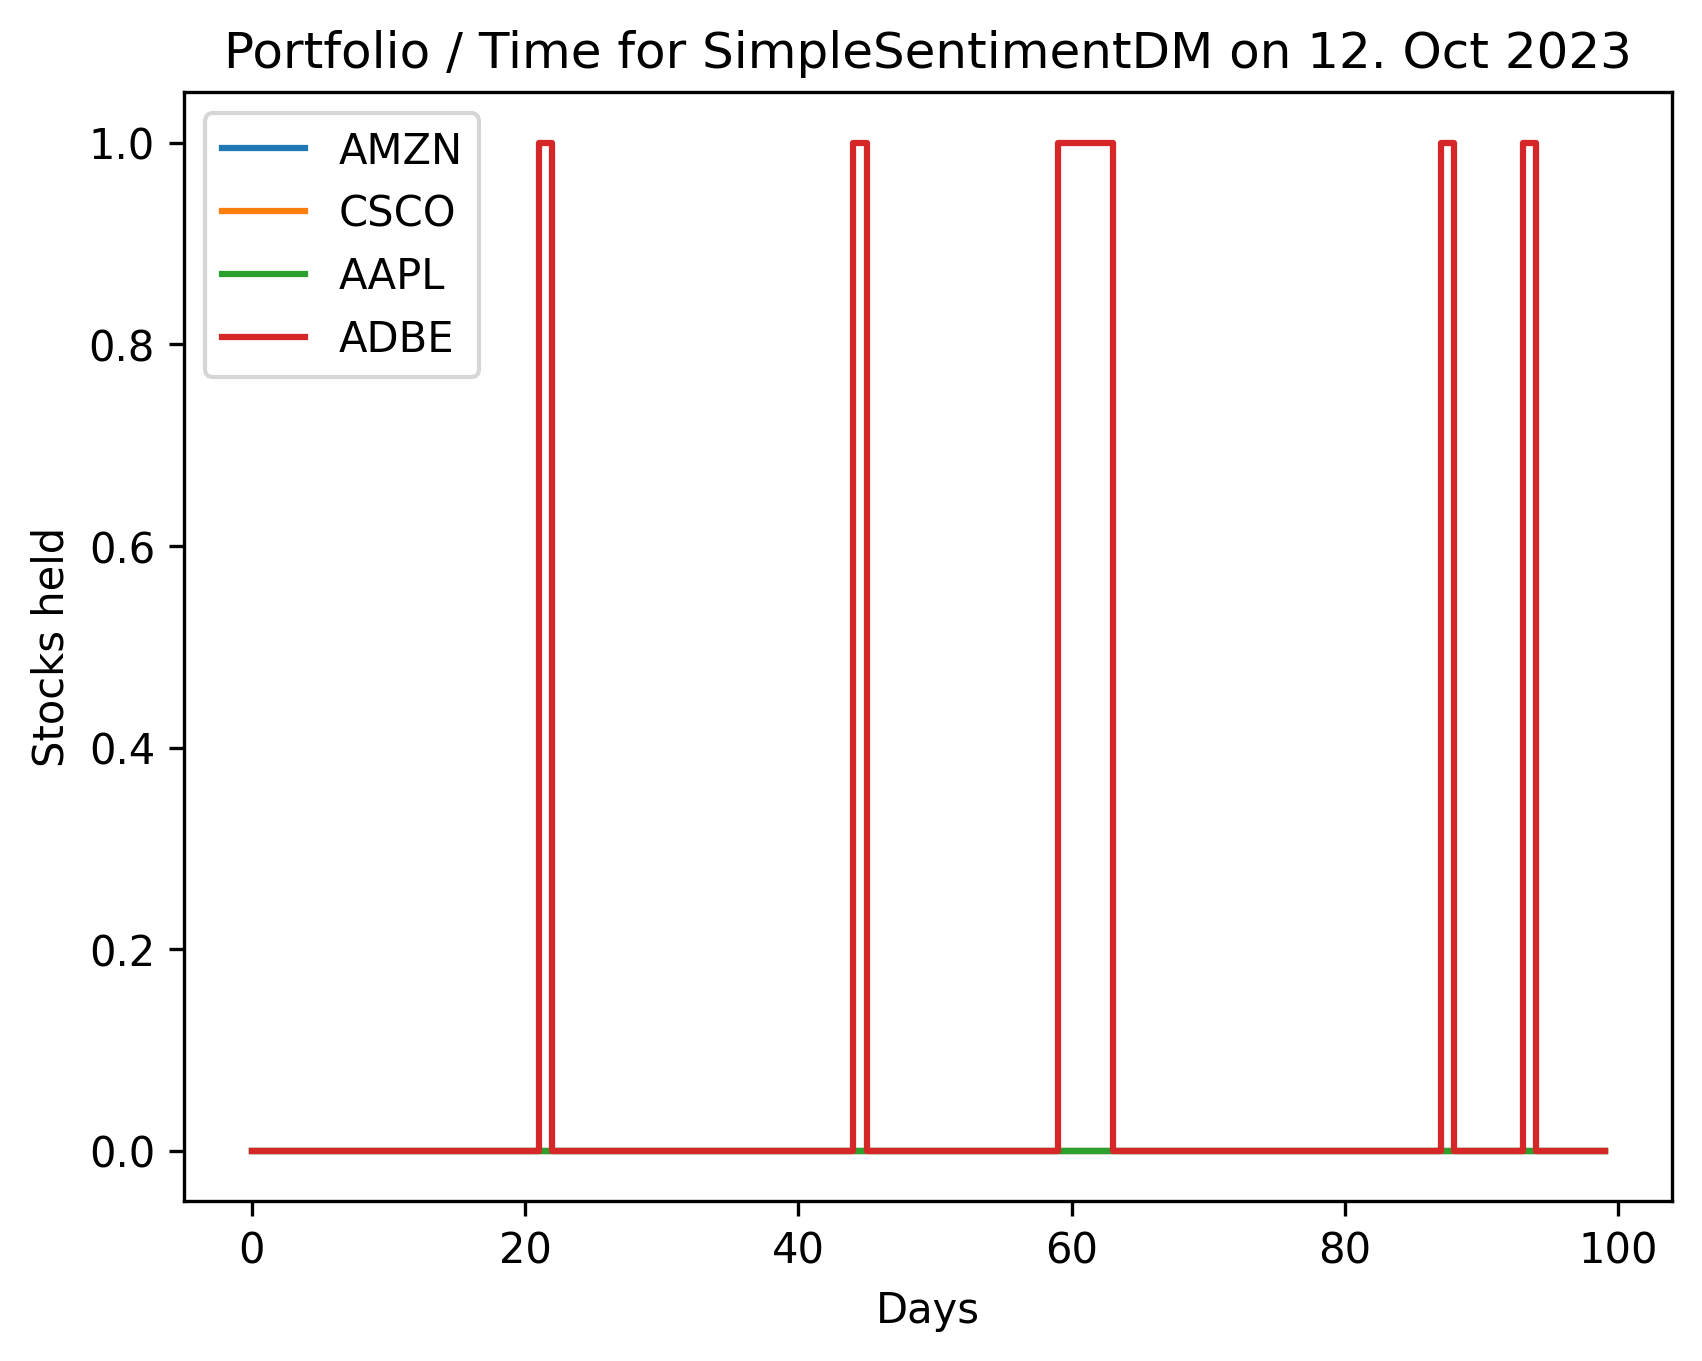 Portfolio / Time for SimpleSentimentDM on 12. Oct 2023
AMZN
CSCO
AAPL
ADBE
1.0
0.8
0.6
0.4
0.2
0.0
Stocks held
0 20 40 60 80 100
Days